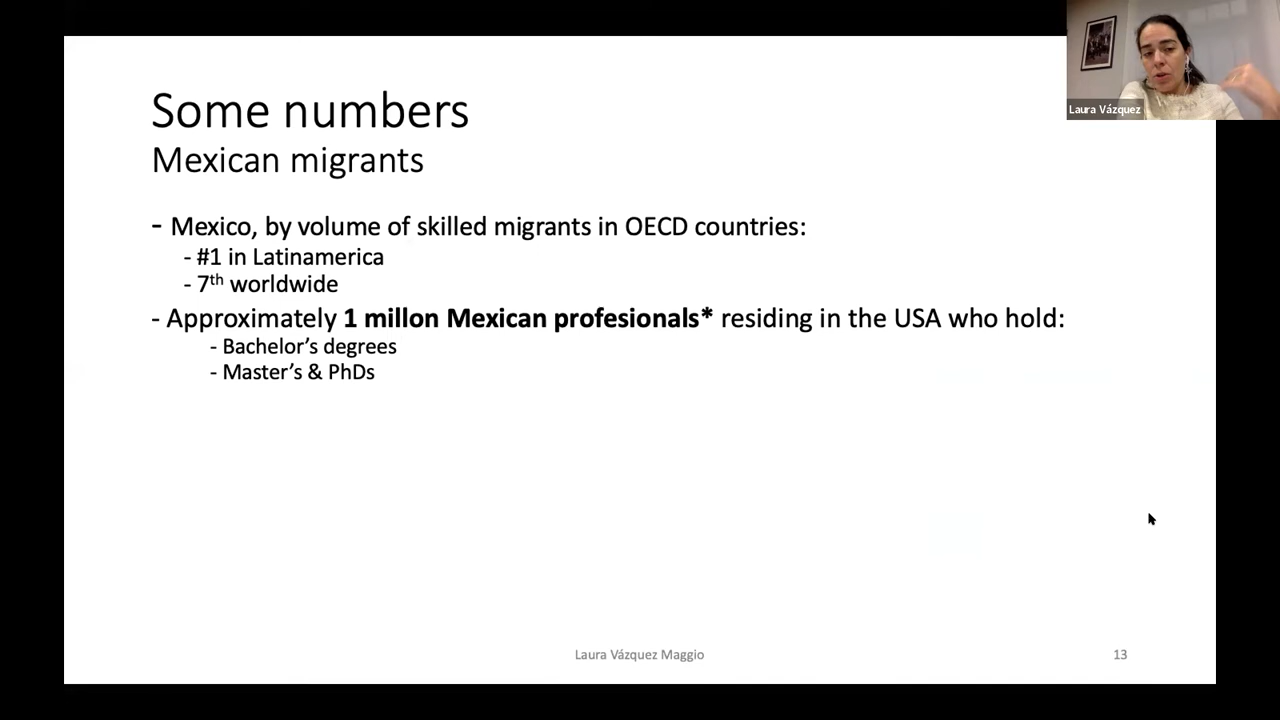 Laura Vázquez
Some numbers
Mexican migrants
- Mexico, by volume of skilled migrants in OECD countries:
- #1 in Latinamerica
- 7th worldwide
- Approximately 1 millon Mexican profesionals* residing in the USA who hold:
- Bachelor’s degrees
- Master’s & PhDs
Laura Vázquez Maggio
13